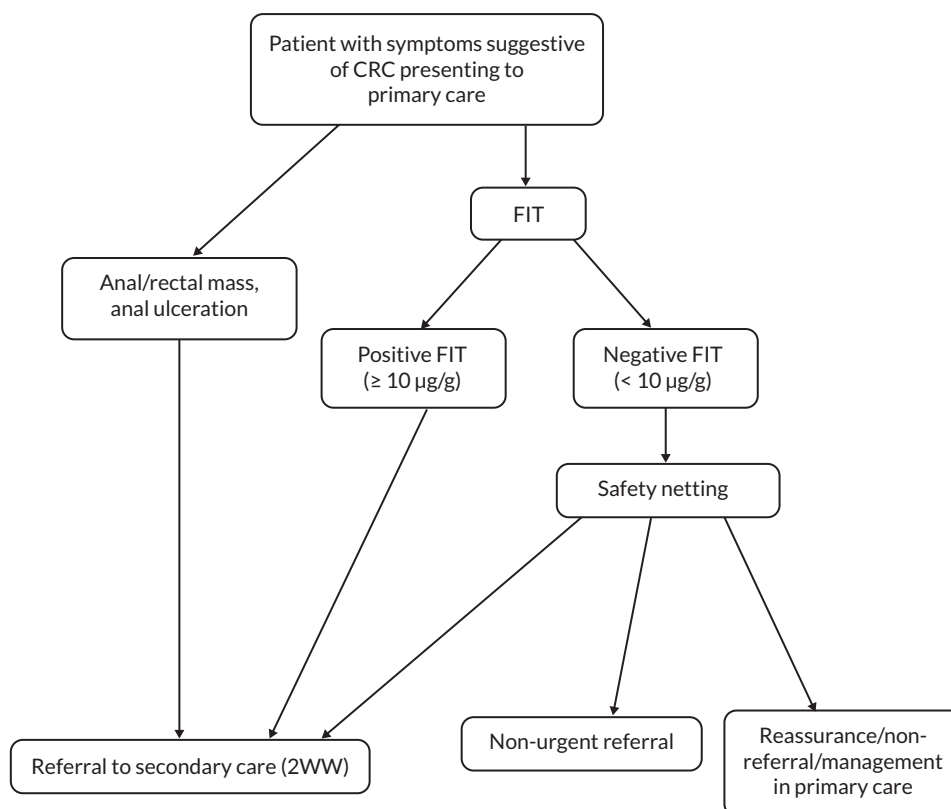 Patient with symptoms suggestive
of CRC presenting to
primary care
FIT
Anal/rectal mass,
anal ulceration
Positive FIT
(≥ 10 µg/g)
Negative FIT
(< 10 µg/g)
Safety netting
Referral to secondary care (2WW)
Non-urgent referral
Reassurance/non-
referral/management
in primary care